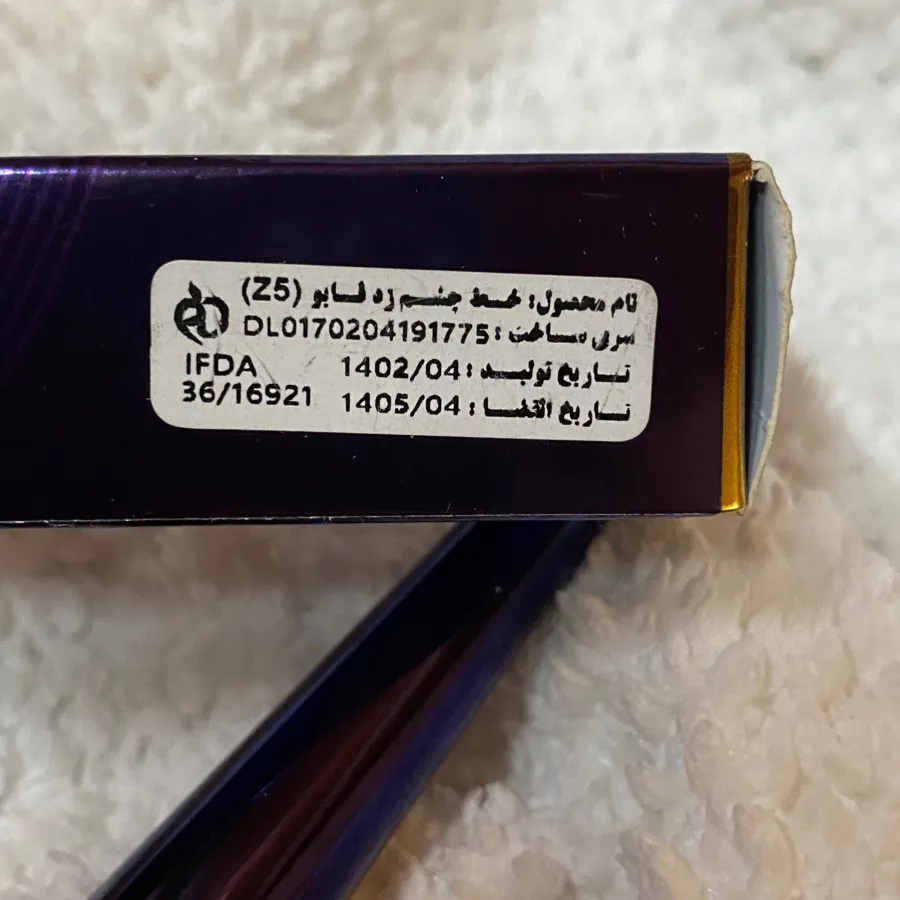 نام محصول: خط چشم زد فایو (Z5)
سری ساخت: DL0170204191775
تاریخ تولید: 1402/04
تاریخ انقضا: 1405/04
IFDA
36/16921